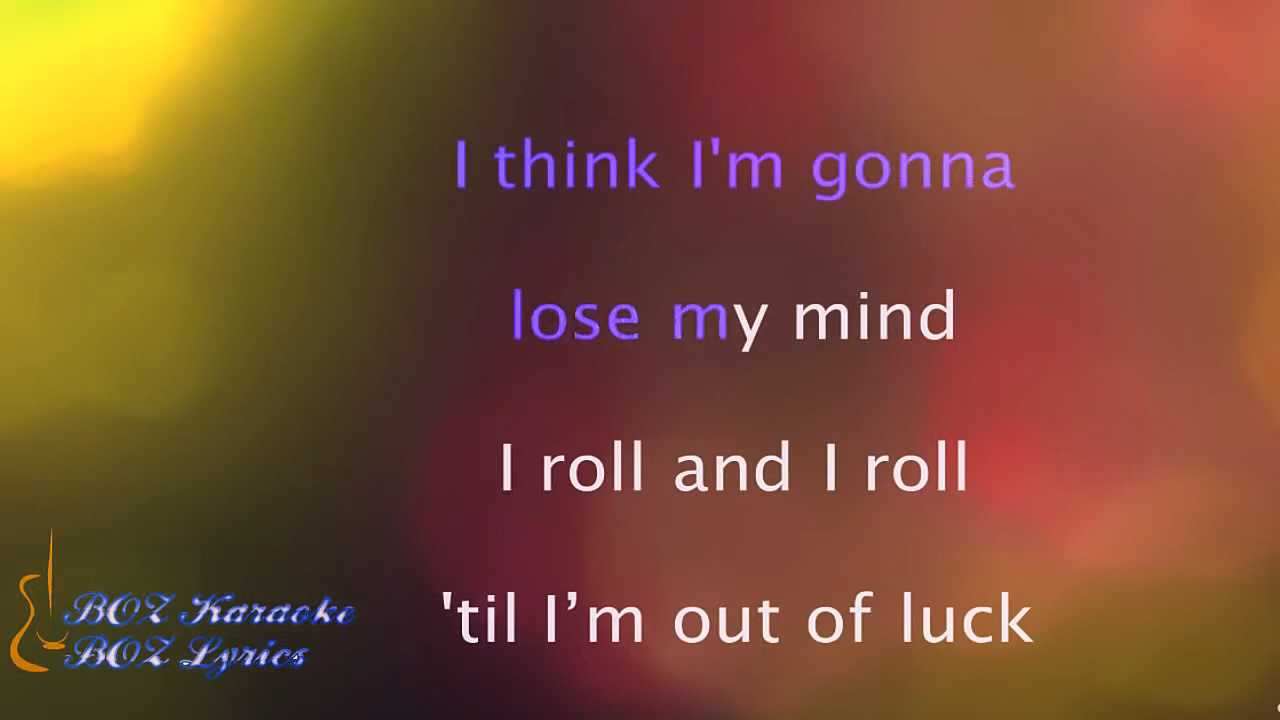 I think I'm gonna
lose my mind
I roll and I roll
'til I’m out of luck
BOZ Karaoke
BOZ Lyrics